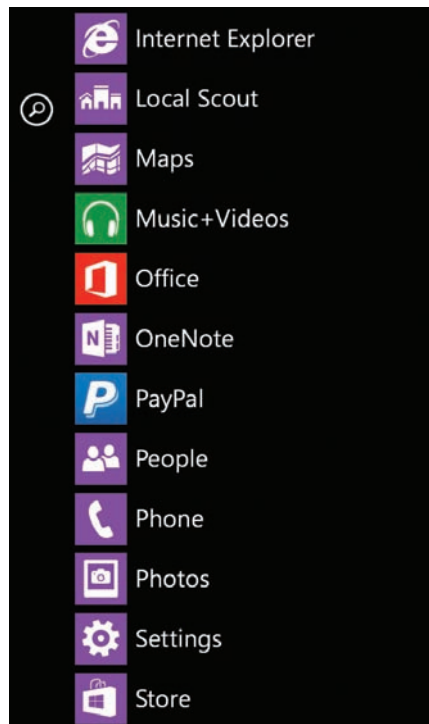 Internet Explorer
Local Scout
Maps
Music+Videos
Office
N OneNote
PayPal
People
Phone
Photos
Settings
Store